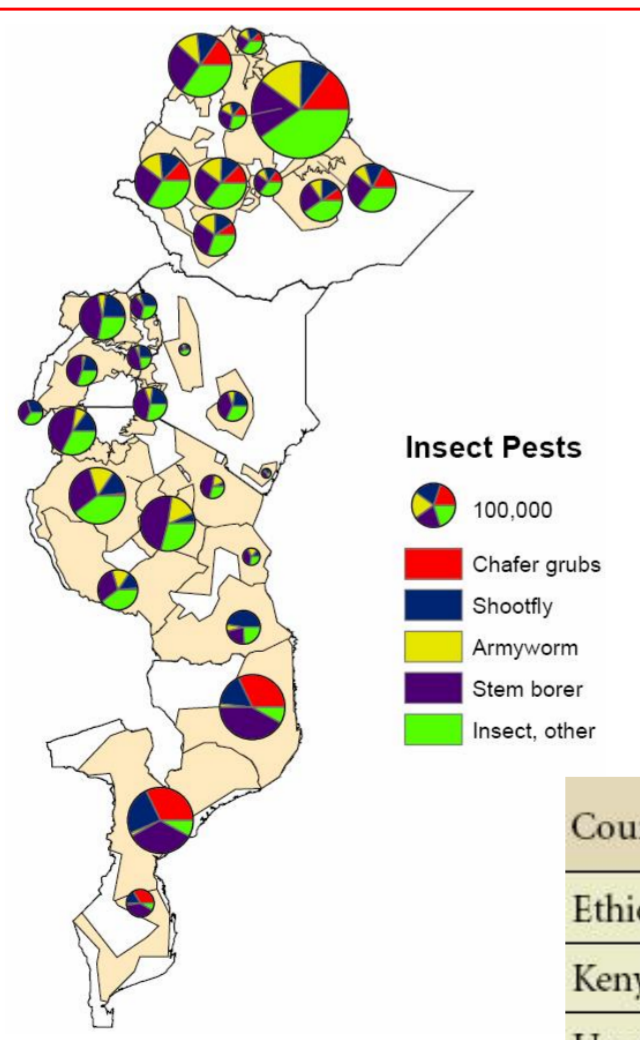 Insect Pests
100,000
Chafer grubs
Shootfly
Armyworm
Stem borer
Insect, other